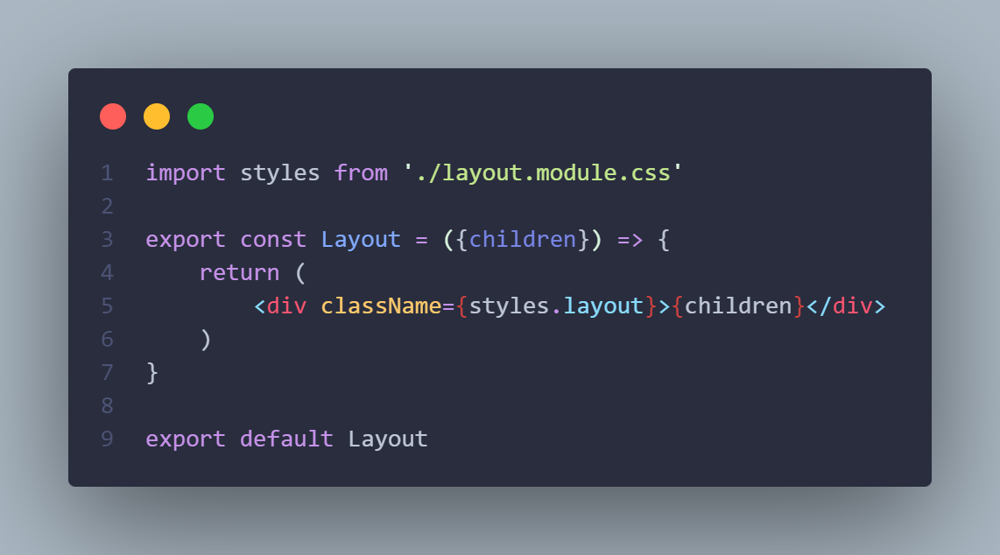 1 import styles from './layout.module.css'
2
3 export const Layout = ({children}) => {
4     return (
5         <div className={styles.layout}>{children}</div>
6     )
7 }
8
9 export default Layout